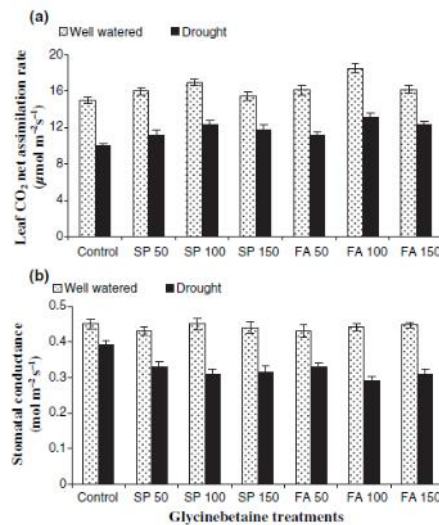 (a)
Well watered Drought
Leaf CO₂ net assimilation rate
(μmol m⁻²s⁻¹)
20
16
12
8
4
0
Control SP 50 SP 100 SP 150 FA 50 FA 100 FA 150
(b)
Well watered Drought
Stomatal conductance
(mol m⁻²s⁻¹)
0.5
0.4
0.3
0.2
0.1
0
Control SP 50 SP 100 SP 150 FA 50 FA 100 FA 150
Glycinebetaine treatments